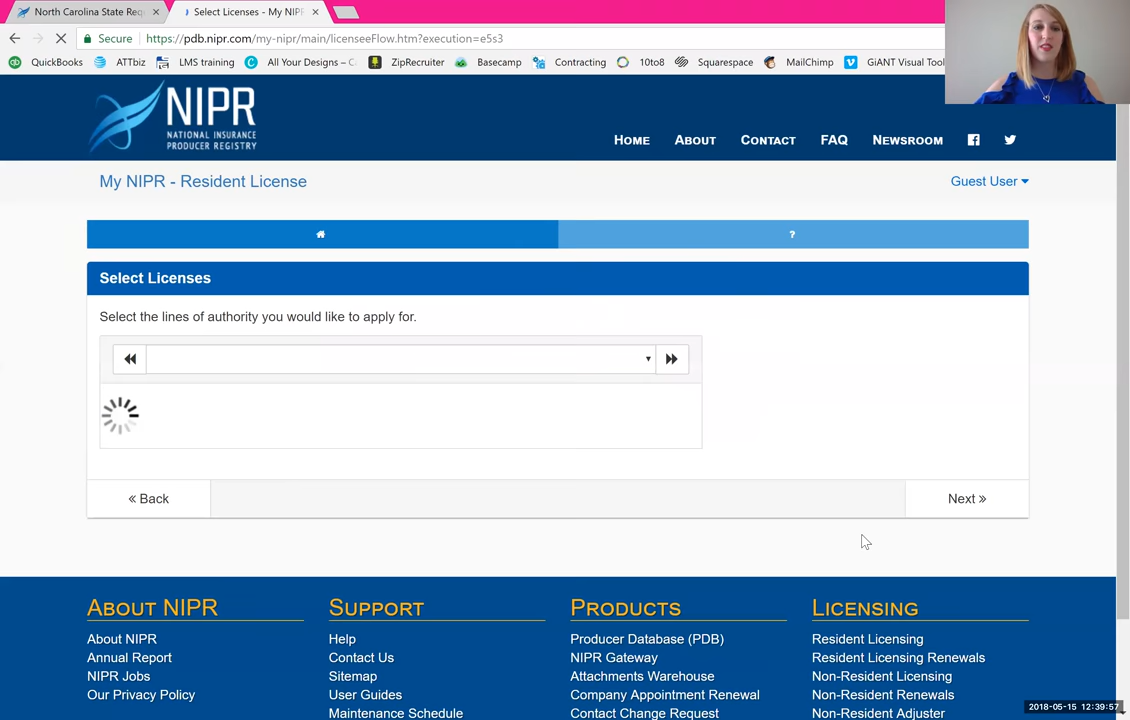 North Carolina State Req
Select Licenses - My NIPR
Secure
https://pdb.nipr.com/my-nipr/main/licenseeFlow.htm?execution=e5s3
QuickBooks
ATTbiz
LMS training
All Your Designs – C
ZipRecruiter
Basecamp
Contracting
10to8
Squarespace
MailChimp
GiANT Visual Tool
NIPR
NATIONAL INSURANCE
PRODUCER REGISTRY
HOME
ABOUT
CONTACT
FAQ
NEWSROOM
My NIPR - Resident License
Guest User
?
Select Licenses
Select the lines of authority you would like to apply for.
« Back
Next »
ABOUT NIPR
SUPPORT
PRODUCTS
LICENSING
About NIPR
Help
Producer Database (PDB)
Resident Licensing
Annual Report
Contact Us
NIPR Gateway
Resident Licensing Renewals
NIPR Jobs
Sitemap
Attachments Warehouse
Non-Resident Licensing
Our Privacy Policy
User Guides
Company Appointment Renewal
Non-Resident Renewals
Maintenance Schedule
Contact Change Request
Non-Resident Adjuster
2018-05-15 12:39:57